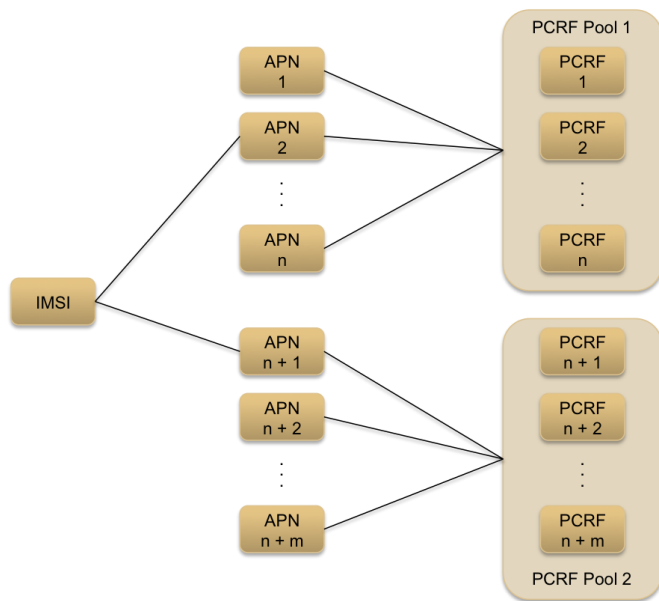 PCRF Pool 1
APN
1
PCRF
1
APN
2
PCRF
2
APN
n
PCRF
n
IMSI
APN
n + 1
PCRF
n + 1
APN
n + 2
PCRF
n + 2
APN
n + m
PCRF
n + m
PCRF Pool 2